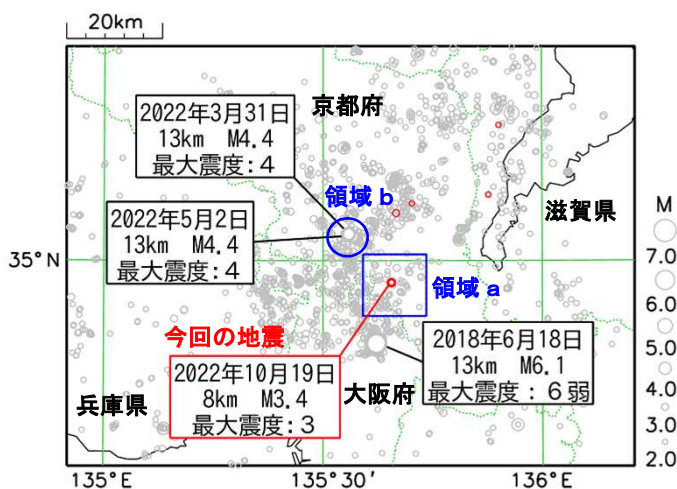 20km
2022年3月31日
13km M4.4
最大震度:4
京都府
領域b
2022年5月2日
13km M4.4
最大震度:4
滋賀県
M
7.0
6.0
5.0
4.0
3.0
2.0
35°N
領域a
今回の地震
2022年10月19日
8km M3.4
最大震度:3
2018年6月18日
13km M6.1
最大震度:6弱
大阪府
兵庫県
135°E
135°30′
136°E